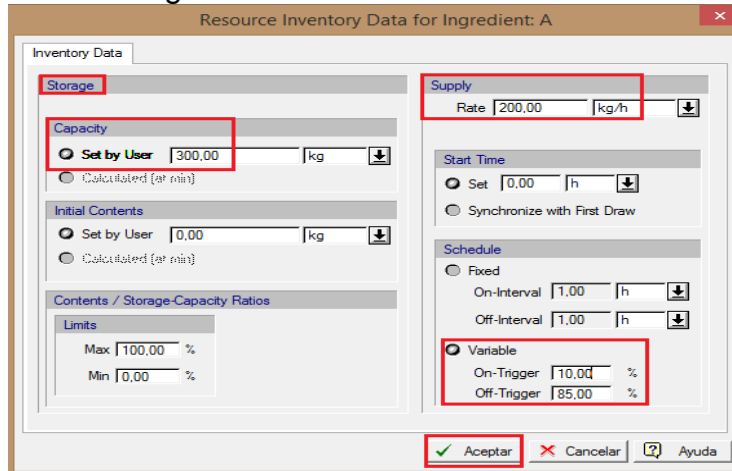 Resource Inventory Data for Ingredient: A
Inventory Data
Storage
Capacity
Set by User 300,00 kg
Calculated (at min)
Initial Contents
Set by User 0,00 kg
Calculated (at min)
Contents / Storage-Capacity Ratios
Limits
Max 100,00 %
Min 0,00 %
Supply
Rate 200,00 kg/h
Start Time
Set 0,00 h
Synchronize with First Draw
Schedule
Fixed
On-Interval 1,00 h
Off-Interval 1,00 h
Variable
On-Trigger 10,00 %
Off-Trigger 85,00 %
Aceptar Cancelar Ayuda